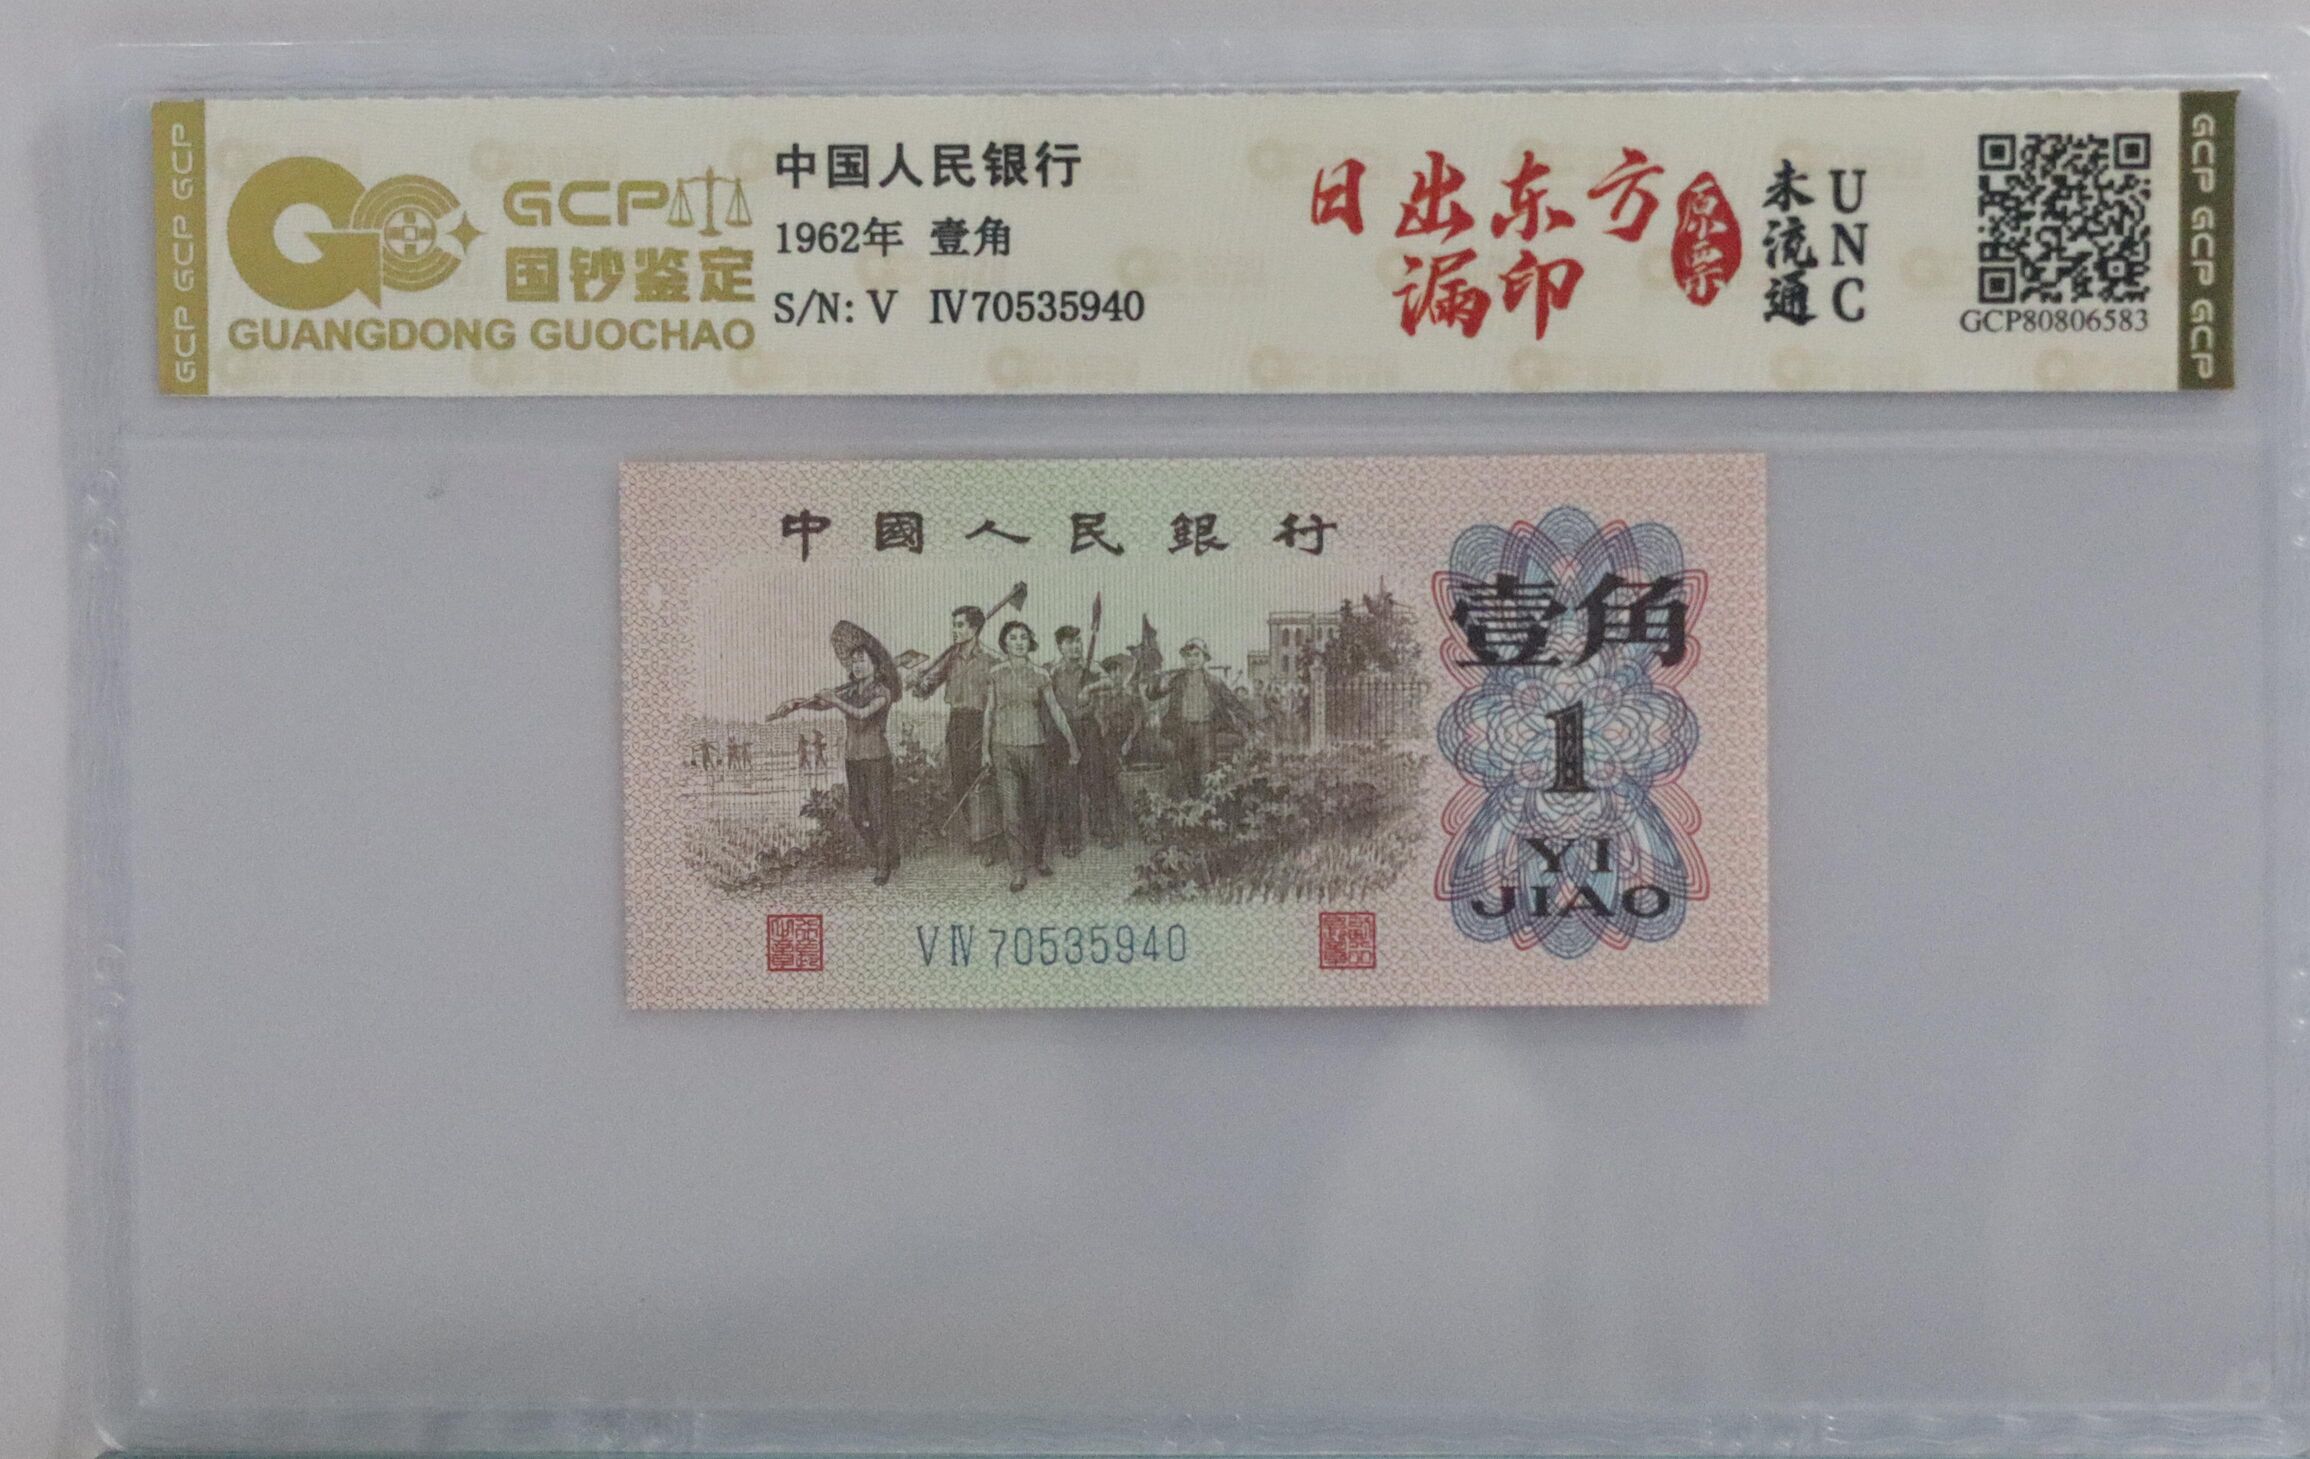 GCP GCP GCP
GCP
国钞鉴定
GUANGDONG GUOCHAO
中国人民银行
1962年 壹角
S/N: V Ⅳ70535940
日出东方
漏印
原票
未流通
UNC
GCP80806583
GCP GCP GCP
中國人民銀行
壹角
1
YI
JIAO
VⅣ70535940